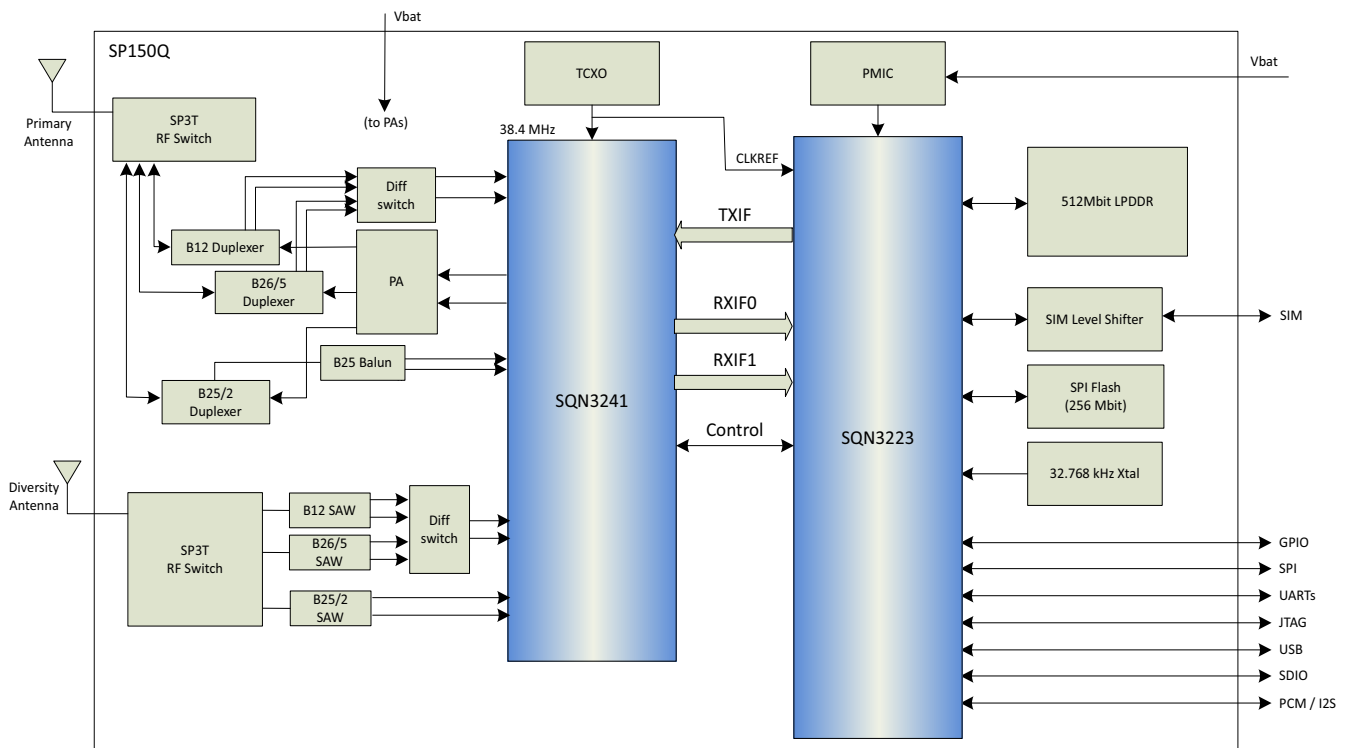 Vbat
SP150Q
TCXO
PMIC
Vbat
SP3T
RF Switch
Primary
Antenna
(to PAs)
38.4 MHz
CLKREF
Diff
switch
512Mbit LPDDR
TXIF
B12 Duplexer
PA
B26/5
Duplexer
RXIF0
SIM Level Shifter
SIM
B25 Balun
RXIF1
B25/2
Duplexer
SQN3241
SPI Flash
(256 Mbit)
Control
SQN3223
32.768 kHz Xtal
Diversity
Antenna
SP3T
RF Switch
B12 SAW
Diff
switch
B26/5
SAW
B25/2
SAW
GPIO
SPI
UARTs
JTAG
USB
SDIO
PCM / I2S